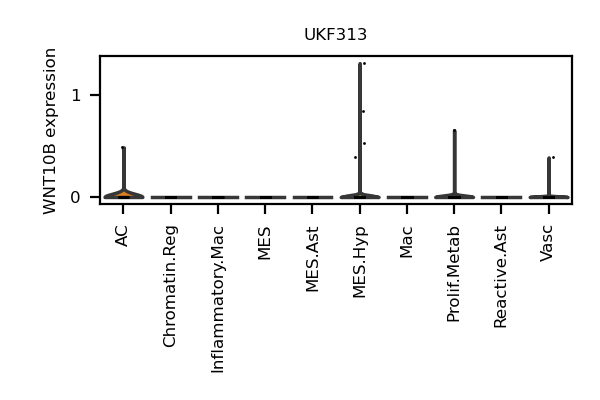 UKF313
WNT10B expression
1
0
AC
Chromatin.Reg
Inflammatory.Mac
MES
MES.Ast
MES.Hyp
Mac
Prolif.Metab
Reactive.Ast
Vasc